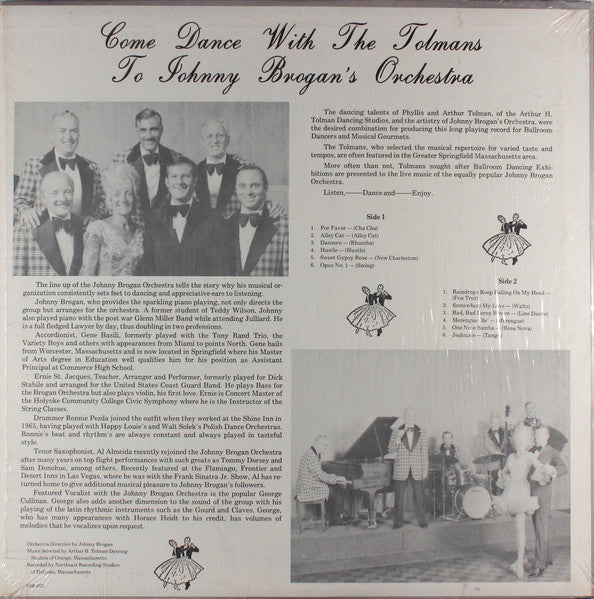 Come Dance With The Tolmans
To Johnny Brogan's Orchestra
The dancing talents of Phyllis and Arthur Tolman, of the Arthur H.
Tolman Dancing Studios, and the artistry of Johnny Brogan's Orchestra, were
the desired combination for producing this long playing record for Ballroom
Dancers and Musical Gourmets.
The Tolmans, who selected the musical repertoire for varied taste and
tempos, are often featured in the Greater Springfield Massachusetts area.
More often than not, Tolmans sought after Ballroom Dancing Exhi-
bitions are presented to the live music of the equally popular Johnny Brogan
Orchestra.
Listen,——Dance and——Enjoy.
Side 1
1. Por Favor — (Cha Cha)
2. Alley Cat — (Alley Cat)
3. Dansero — (Rhumba)
4. Hustle — (Hustle)
5. Sweet Gypsy Rose — (New Charleston)
6. Opus No. 1 — (Swing)
Side 2
1. Raindrops Keep Falling On My Head —
(Fox Trot)
2. Somewhere My Love — (Waltz)
3. Bad, Bad Leroy Brown — (Line Dance)
4. — (Merengue)
5. One Note Samba — (Bosa Nova)
6. Jealousie — (Tango)
The line up of the Johnny Brogan Orchestra tells the story why his musical or-
ganization consistently sets feet to dancing and appreciative ears to listening.
Johnny Brogan, who provides the sparkling piano playing, not only directs the
group but arranges for the orchestra. A former student of Teddy Wilson, Johnny
also played piano with the post war Glenn Miller Band while attending Julliard. He
is a full fledged Lawyer by day, thus doubling in two professions.
Accordionist, Gene Basili, formerly played with the Tony Rand Trio, the
Variety Boys and others with appearances from Miami to points North. Gene hails
from Worcester, Massachusetts and is now located in Springfield where his Master
of Arts degree in Education well qualifies him for his position as Assistant
Principal at Commerce High School.
Ernie St. Jacques, Teacher, Arranger and Performer, formerly played for Dick
Stabile and arranged for the United States Coast Guard Band. He plays Bass for
the Brogan Orchestra but also plays violin, his first love. Ernie is Concert Master of
the Holyoke Community College Civic Symphony where he is the Instructor of the
String Classes.
Drummer Ronnie Pezda joined the outfit when they worked at the Shine Inn in
1965, having played with Happy Louie's and Walt Solek's Polish Dance Orchestras.
Ronnie's beat and rhythm's are always constant and always played in tasteful
style.
Tenor Saxophonist, Al Almeida recently rejoined the Johnny Brogan Orchestra
after many years on top flight performances with such greats as Tommy Dorsey and
Sam Donahue, among others. Recently featured at the Flamingo, Frontier and
Desert Inns in Las Vegas, where he was with the Frank Sinatra Jr. Show, Al has re-
turned home to give additional musical pleasure to Johnny Brogan's followers.
Featured Vocalist with the Johnny Brogan Orchestra is the popular George
Cullinan. George also adds another dimension to the sound of the group with his
playing of the latin rhythmic instruments such as the Gourd and Claves. George,
who has many appearances with Horace Heidt to his credit, has volumes of
melodies that he vocalizes upon request.
Orchestra Direction by Johnny Brogan.
Music Selected by Arthur H. Tolman Dancing
Studios of Orange, Massachusetts.
Recorded by Northeast Recording Studios
of Holyoke, Massachusetts.